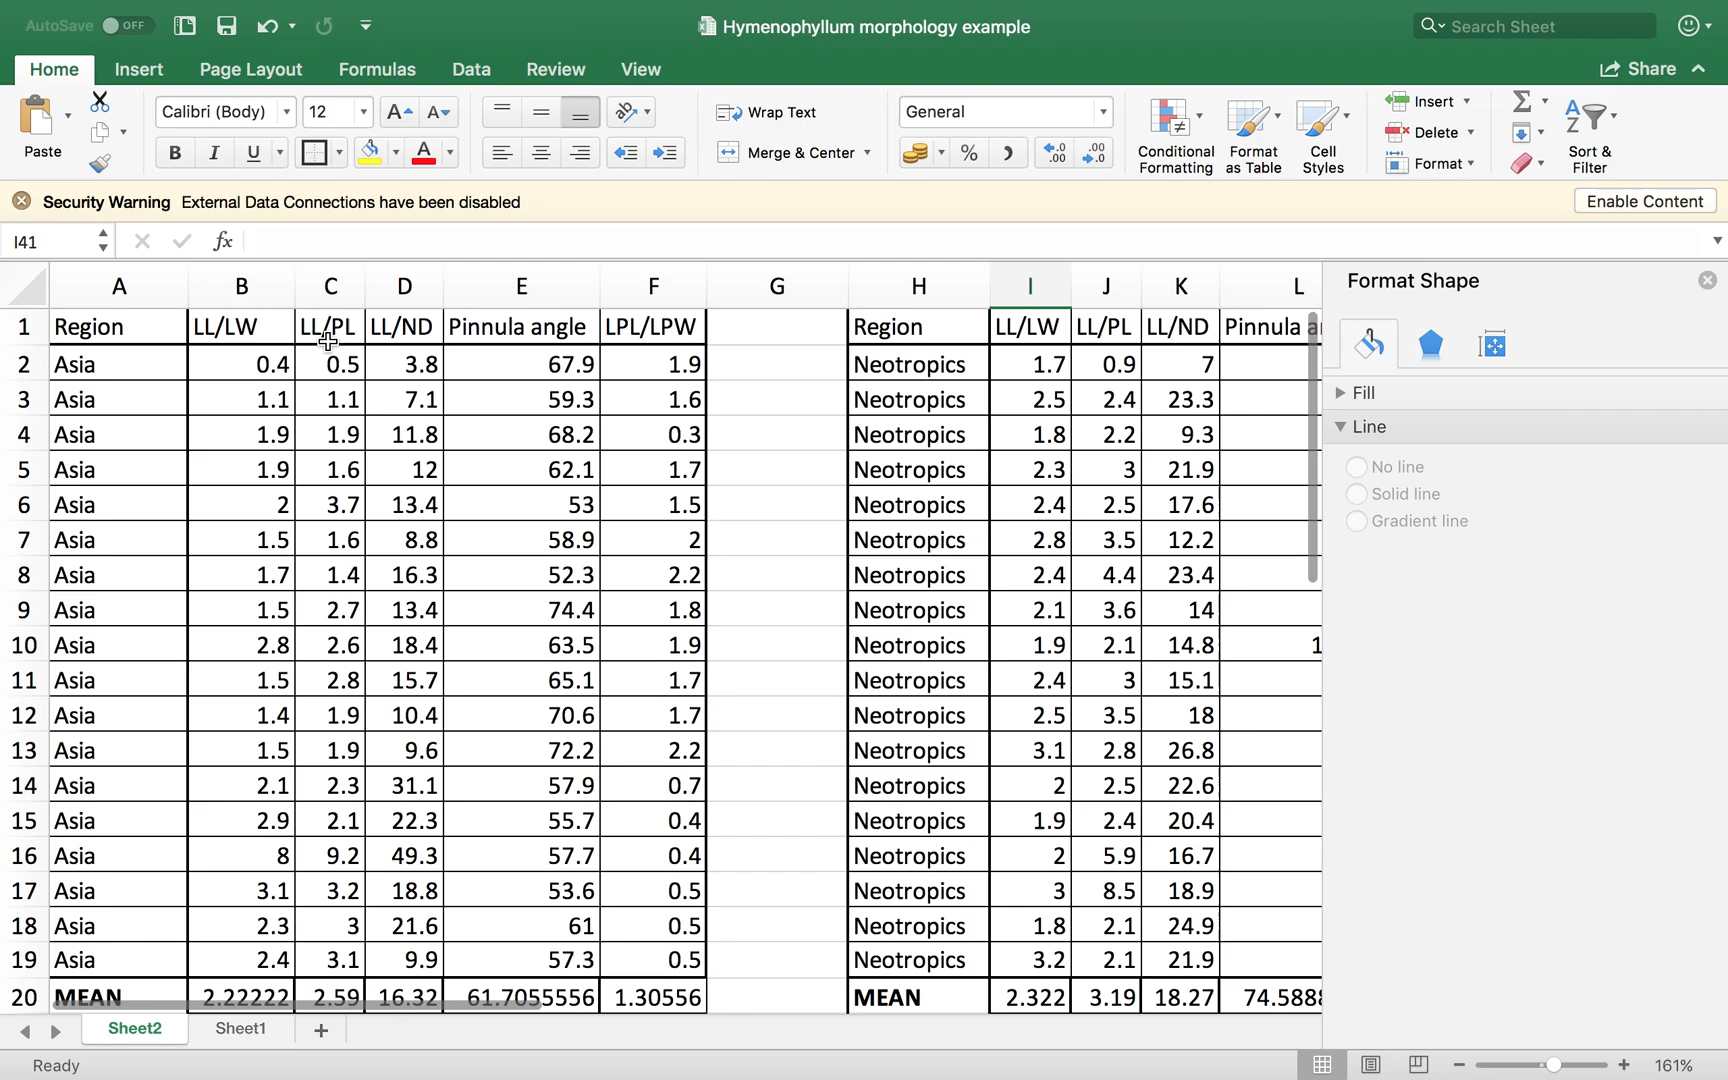 AutoSave OFF Hymenophyllum morphology example Search Sheet
Home Insert Page Layout Formulas Data Review View Share
Paste Calibri (Body) 12 Wrap Text General Insert
Merge & Center Delete
B I U A % Conditional Formatting Format as Table Cell Styles Format Sort & Filter
Security Warning External Data Connections have been disabled Enable Content
I41 fx
A B C D E F G H I J K L
1 Region LL/LW LL/PL LL/ND Pinnula angle LPL/LPW Region LL/LW LL/PL LL/ND Pinnula
2 Asia 0.4 0.5 3.8 67.9 1.9 Neotropics 1.7 0.9 7
3 Asia 1.1 1.1 7.1 59.3 1.6 Neotropics 2.5 2.4 23.3
4 Asia 1.9 1.9 11.8 68.2 0.3 Neotropics 1.8 2.2 9.3
5 Asia 1.9 1.6 12 62.1 1.7 Neotropics 2.3 3 21.9
6 Asia 2 3.7 13.4 53 1.5 Neotropics 2.4 2.5 17.6
7 Asia 1.5 1.6 8.8 58.9 2 Neotropics 2.8 3.5 12.2
8 Asia 1.7 1.4 16.3 52.3 2.2 Neotropics 2.4 4.4 23.4
9 Asia 1.5 2.7 13.4 74.4 1.8 Neotropics 2.1 3.6 14
10 Asia 2.8 2.6 18.4 63.5 1.9 Neotropics 1.9 2.1 14.8 1
11 Asia 1.5 2.8 15.7 65.1 1.7 Neotropics 2.4 3 15.1
12 Asia 1.4 1.9 10.4 70.6 1.7 Neotropics 2.5 3.5 18
13 Asia 1.5 1.9 9.6 72.2 2.2 Neotropics 3.1 2.8 26.8
14 Asia 2.1 2.3 31.1 57.9 0.7 Neotropics 2 2.5 22.6
15 Asia 2.9 2.1 22.3 55.7 0.4 Neotropics 1.9 2.4 20.4
16 Asia 8 9.2 49.3 57.7 0.4 Neotropics 2 5.9 16.7
17 Asia 3.1 3.2 18.8 53.6 0.5 Neotropics 3 8.5 18.9
18 Asia 2.3 3 21.6 61 0.5 Neotropics 1.8 2.1 24.9
19 Asia 2.4 3.1 9.9 57.3 0.5 Neotropics 3.2 2.1 21.9
20 MEAN 2.22222 2.59 16.32 61.7055556 1.30556 MEAN 2.322 3.19 18.27 74.588
Format Shape
Fill
Line
No line
Solid line
Gradient line
Sheet2 Sheet1
Ready 161%